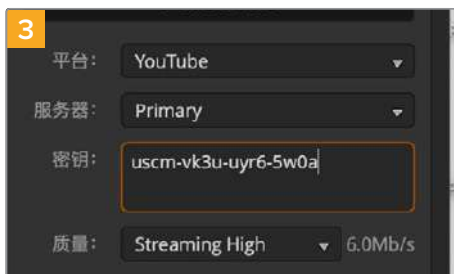 3
平台: YouTube
服务器: Primary
密钥: uscm-vk3u-uyr6-5w0a
质量: Streaming High 6.0Mb/s